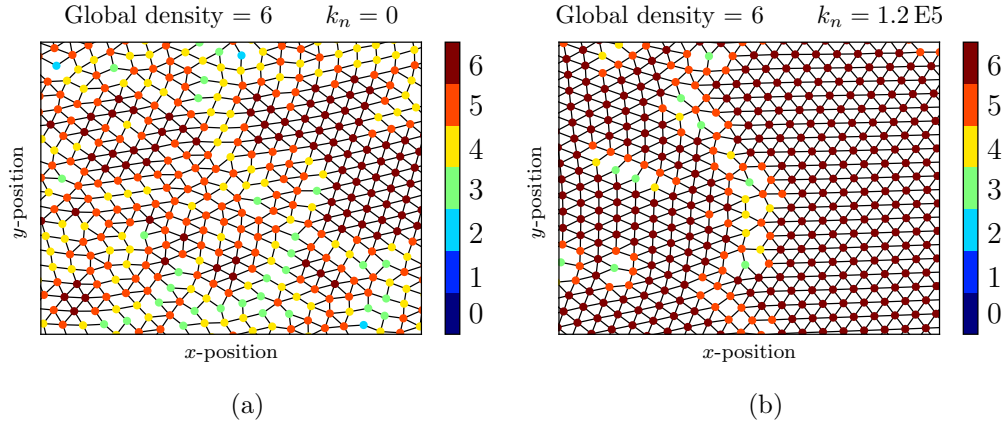 Global density = 6 k_n = 0
y-position
x-position
6
5
4
3
2
1
0
(a)
Global density = 6 k_n = 1.2 E5
y-position
x-position
6
5
4
3
2
1
0
(b)